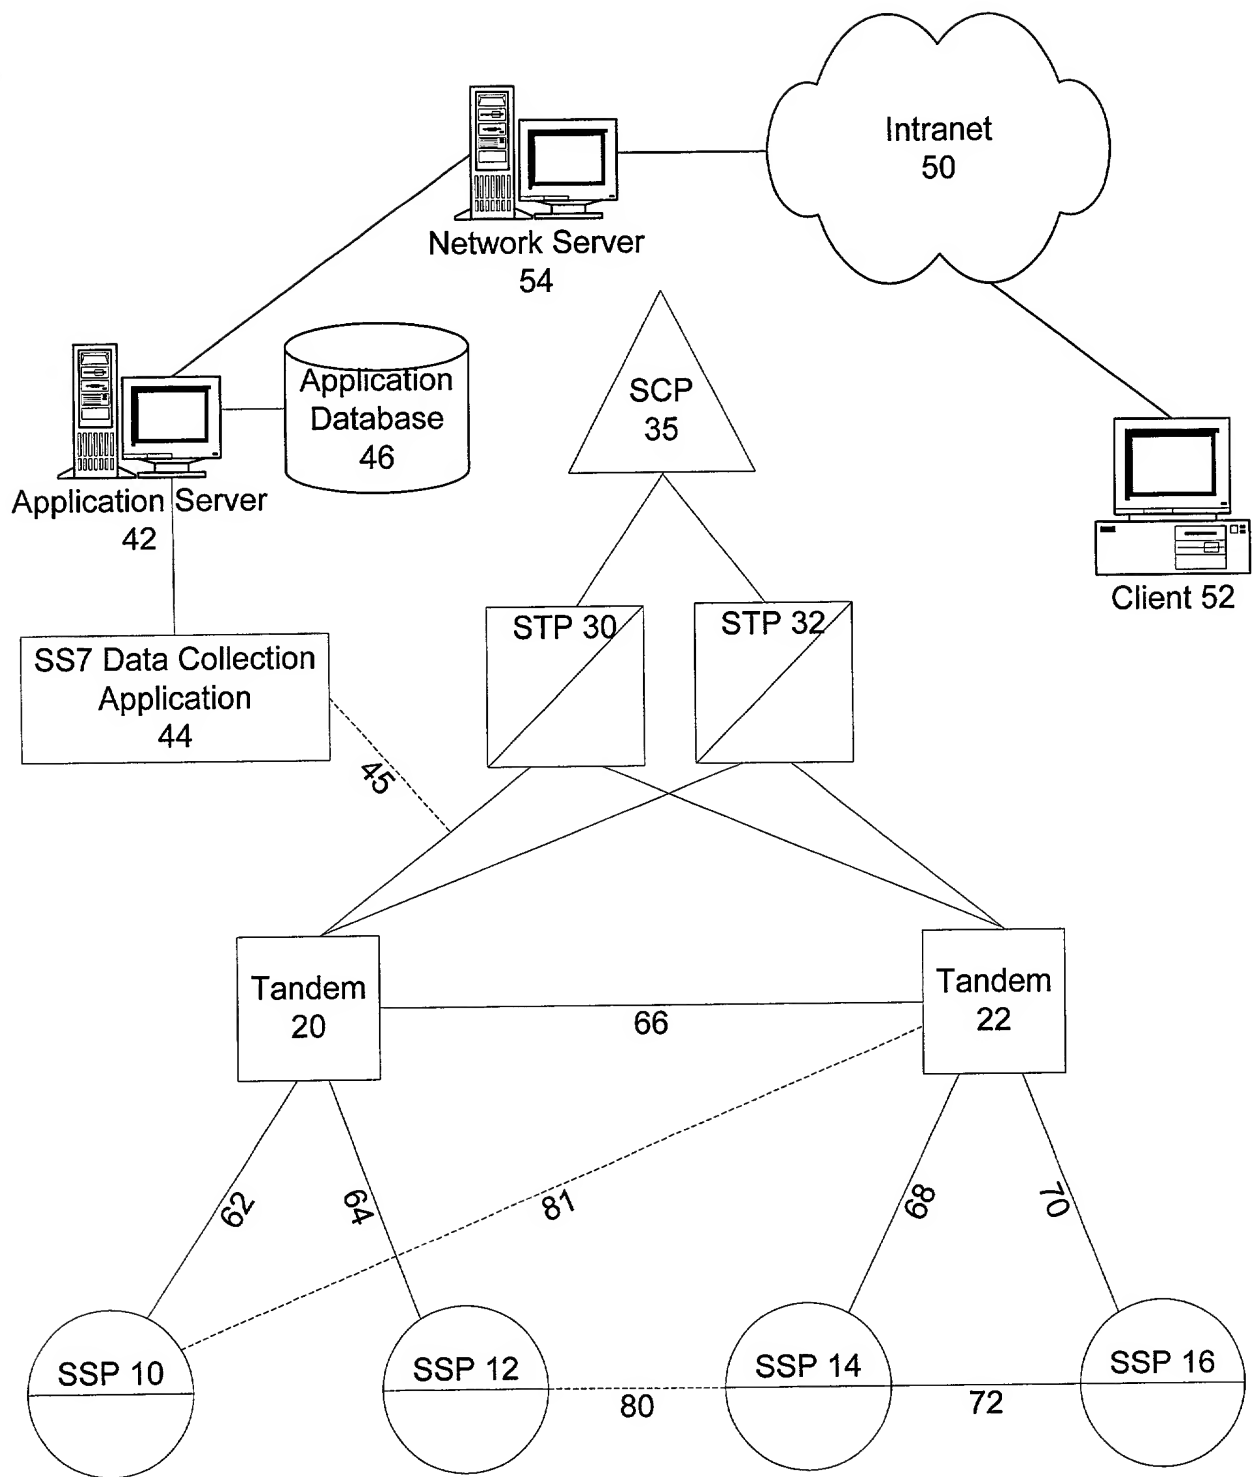 Intranet
50
Network Server
54
Application
Database
46
SCP
35
Application Server
42
Client 52
STP 30
STP 32
SS7 Data Collection
Application
44
45
Tandem
20
Tandem
22
66
62
64
81
68
70
SSP 10
SSP 12
SSP 14
SSP 16
80
72